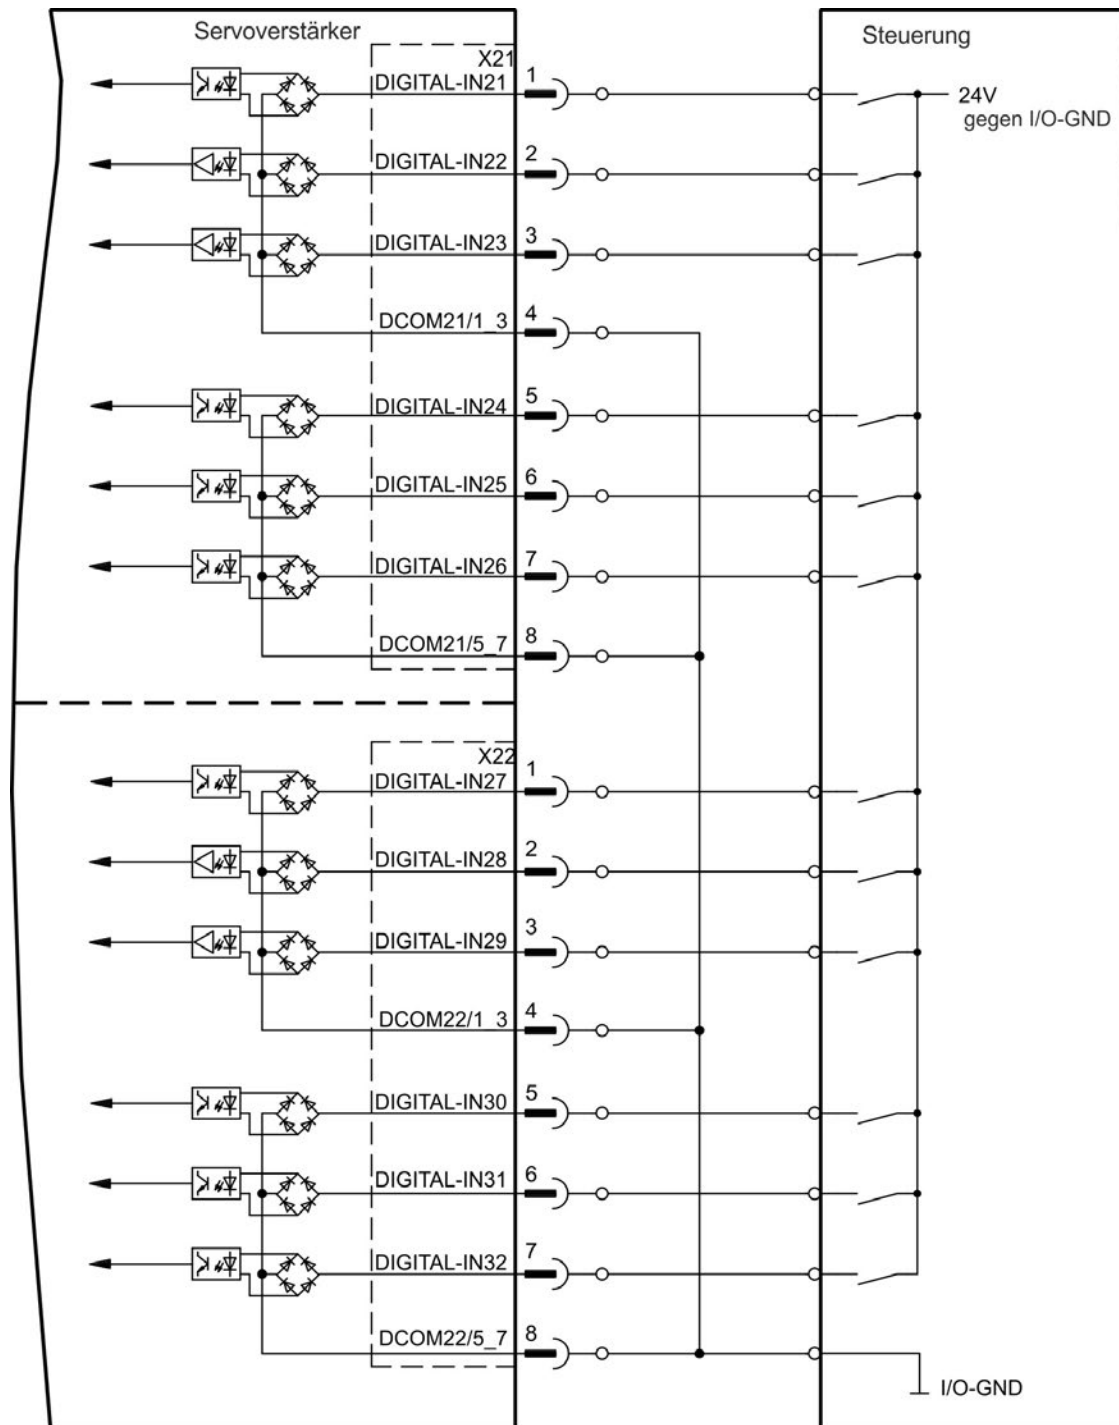 Servoverstärker
Steuerung
X21
DIGITAL-IN21
1
24V
gegen I/O-GND
DIGITAL-IN22
2
DIGITAL-IN23
3
DCOM21/1_3
4
DIGITAL-IN24
5
DIGITAL-IN25
6
DIGITAL-IN26
7
DCOM21/5_7
8
X22
DIGITAL-IN27
1
DIGITAL-IN28
2
DIGITAL-IN29
3
DCOM22/1_3
4
DIGITAL-IN30
5
DIGITAL-IN31
6
DIGITAL-IN32
7
DCOM22/5_7
8
I/O-GND